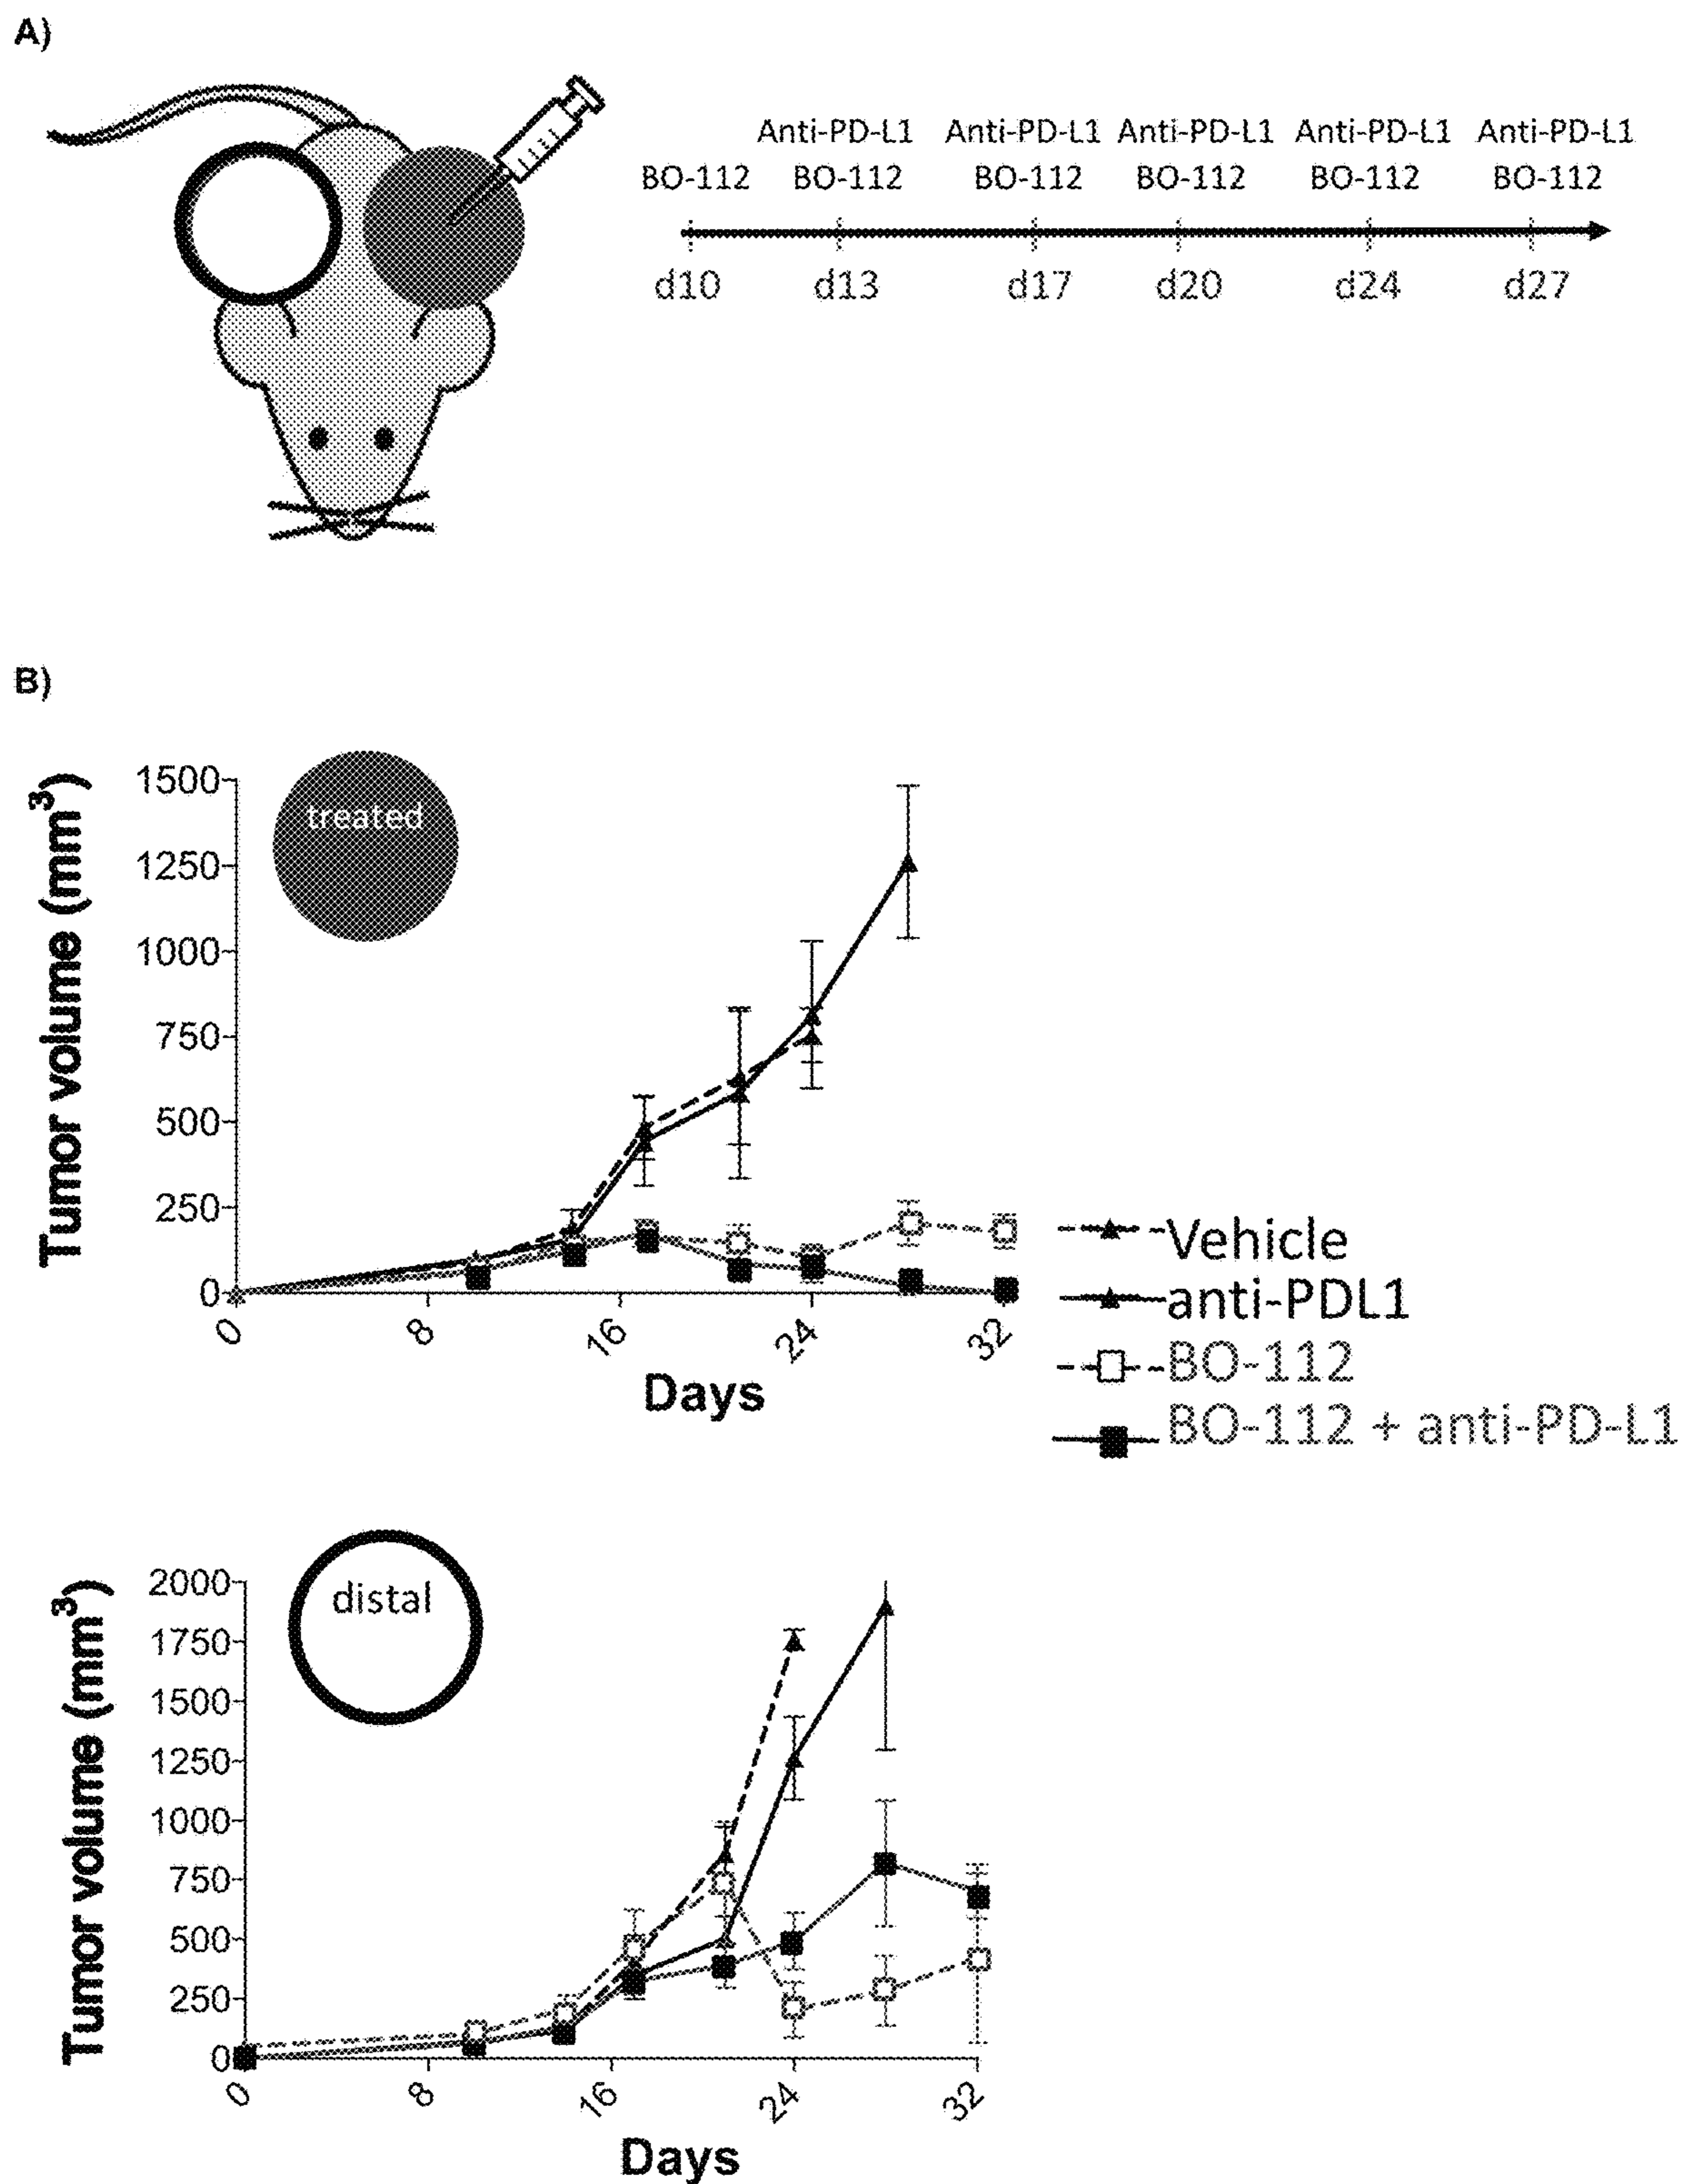 A)
Anti-PD-L1 Anti-PD-L1 Anti-PD-L1 Anti-PD-L1 Anti-PD-L1
BO-112 BO-112 BO-112 BO-112 BO-112 BO-112
d10 d13 d17 d20 d24 d27
B)
treated
Tumor volume (mm³)
1500
1250
1000
750
500
250
0
0 8 16 24 32
Days
Vehicle
anti-PDL1
BO-112
BO-112 + anti-PD-L1
distal
Tumor volume (mm³)
2000
1750
1500
1250
1000
750
500
250
0
0 8 16 24 32
Days